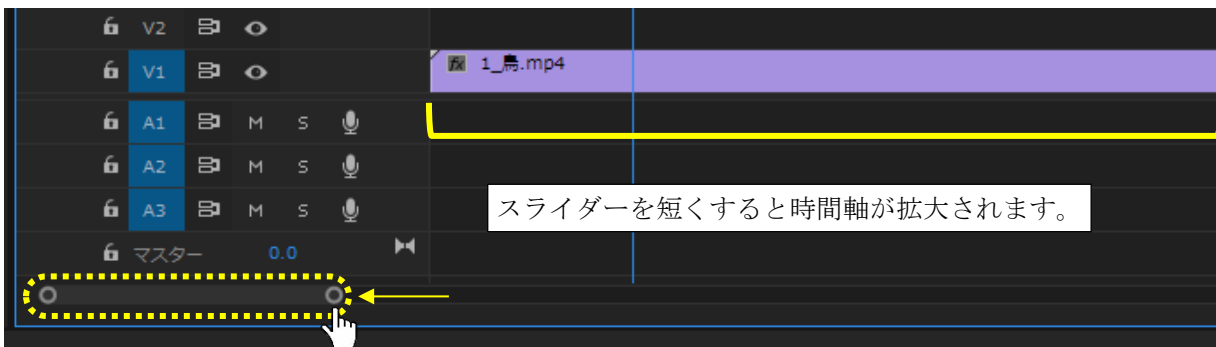 V2
V1 fx 1_鳥.mp4
A1 M S
A2 M S
A3 M S
スライダーを短くすると時間軸が拡大されます。
マスター 0.0